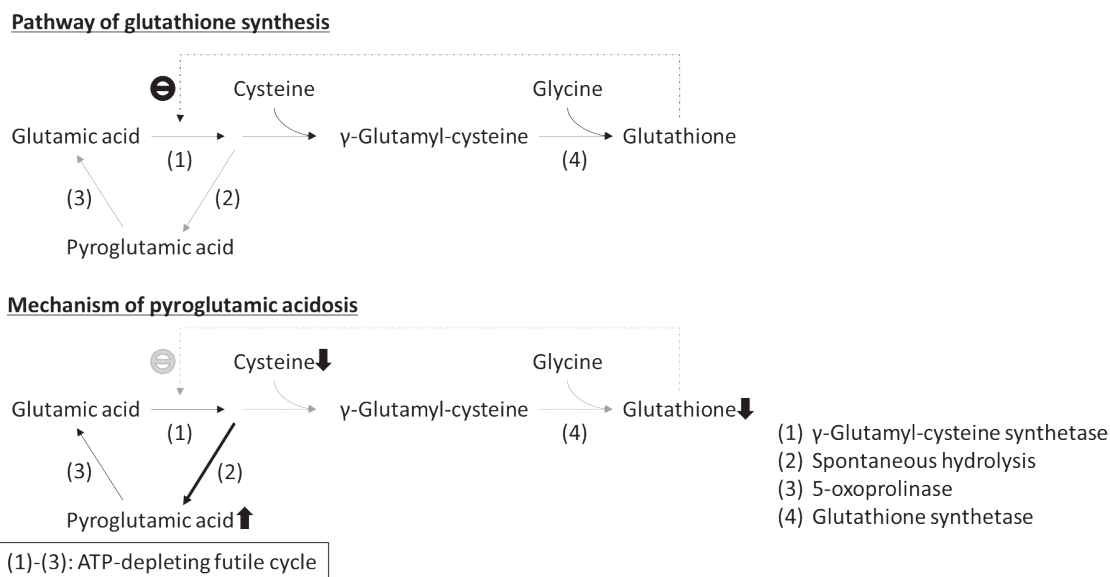 Pathway of glutathione synthesis
Cysteine
Glycine
Glutamic acid
γ-Glutamyl-cysteine
Glutathione
(1)
(4)
(3)
(2)
Pyroglutamic acid
Mechanism of pyroglutamic acidosis
Cysteine
Glycine
Glutamic acid
γ-Glutamyl-cysteine
Glutathione
(1)
(4)
(3)
(2)
Pyroglutamic acid
(1) γ-Glutamyl-cysteine synthetase
(2) Spontaneous hydrolysis
(3) 5-oxoprolinase
(4) Glutathione synthetase
(1)-(3): ATP-depleting futile cycle